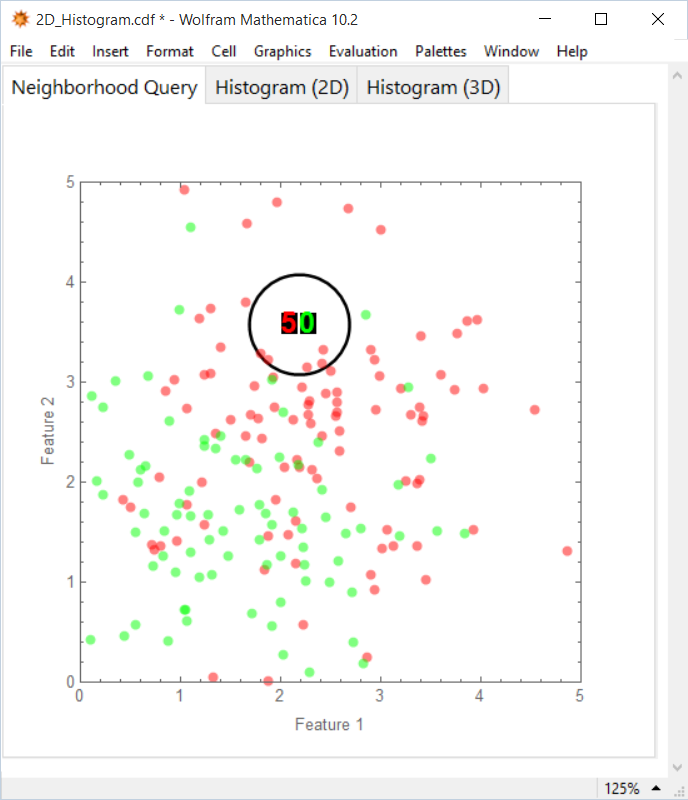 2D_Histogram.cdf * - Wolfram Mathematica 10.2
File Edit Insert Format Cell Graphics Evaluation Palettes Window Help
Neighborhood Query Histogram (2D) Histogram (3D)
5
4
50
3
Feature 2
2
1
0
0 1 2 3 4 5
Feature 1
125%